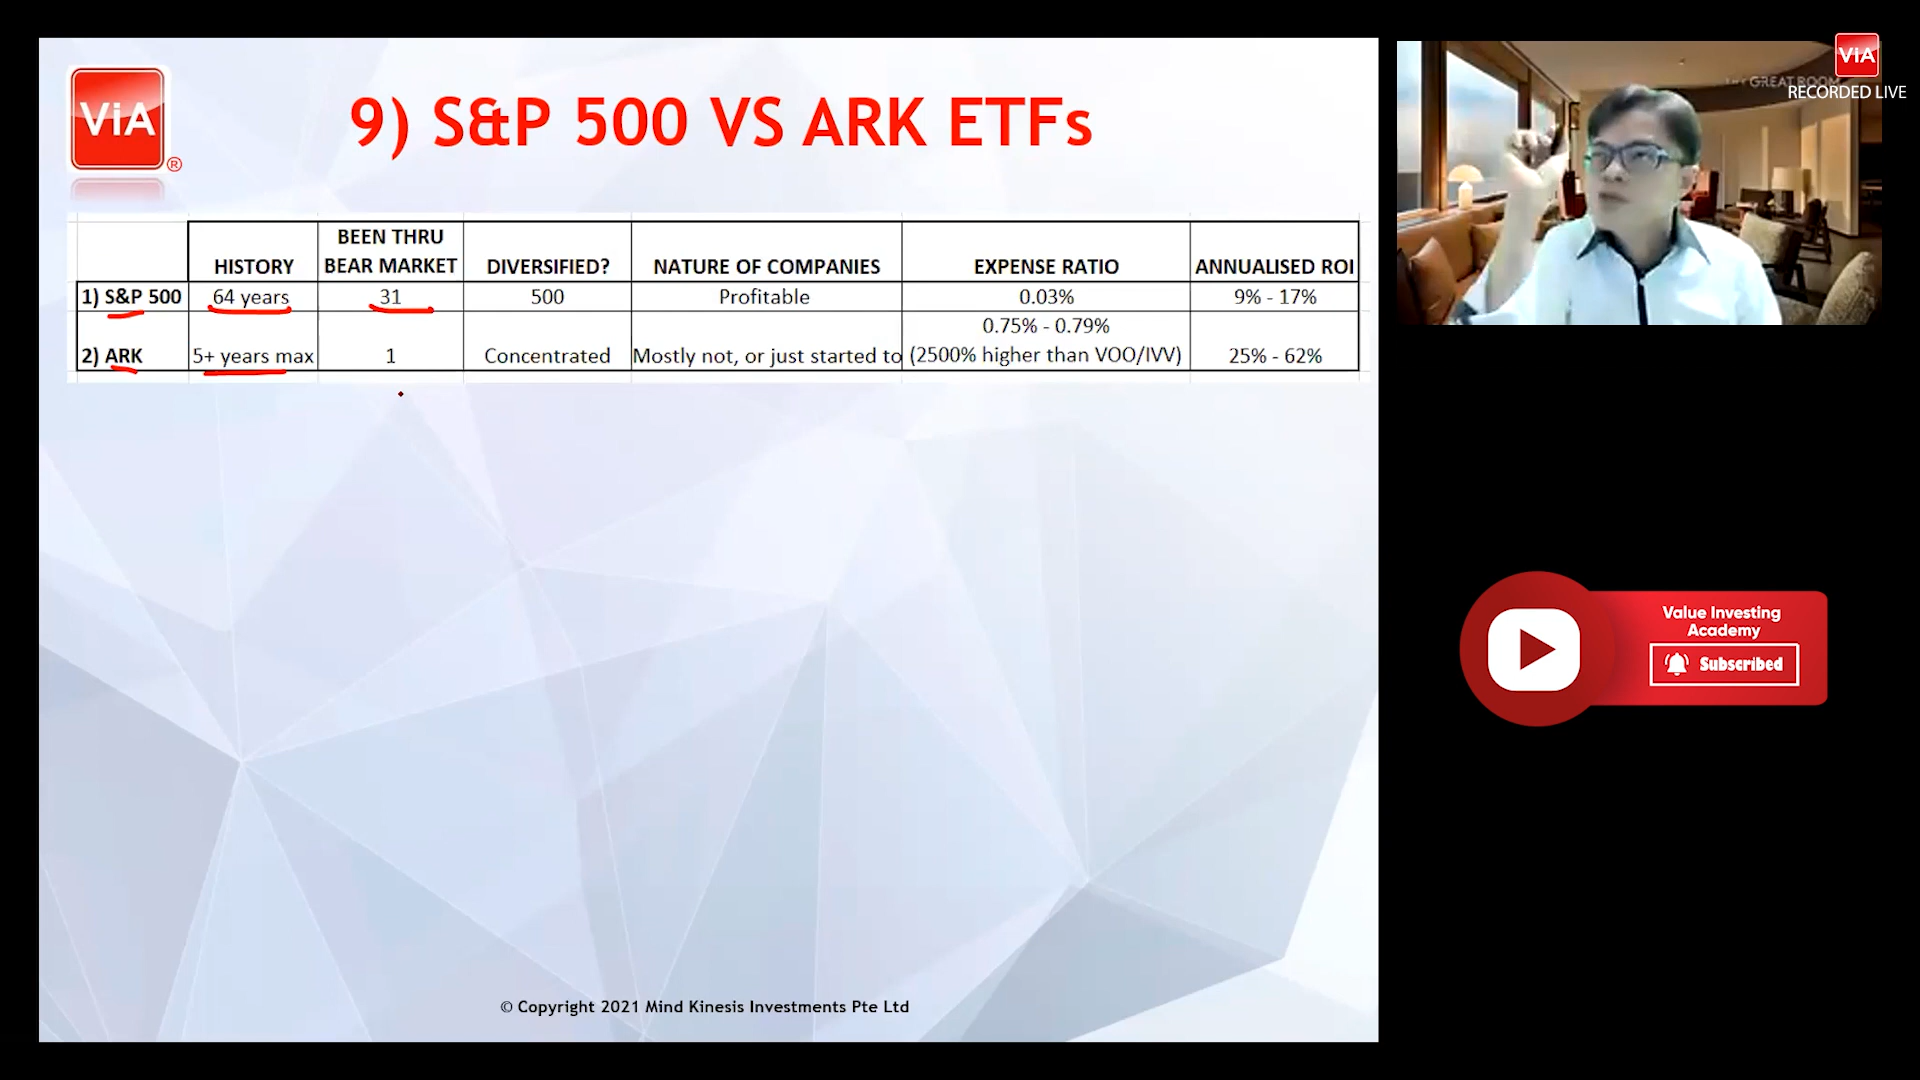 ViA
®
9) S&P 500 VS ARK ETFs
HISTORY
BEEN THRU
BEAR MARKET
DIVERSIFIED?
NATURE OF COMPANIES
EXPENSE RATIO
ANNUALISED ROI
1) S&P 500
64 years
31
500
Profitable
0.03%
9% - 17%
2) ARK
5+ years max
1
Concentrated
Mostly not, or just started to
0.75% - 0.79%
(2500% higher than VOO/IVV)
25% - 62%
© Copyright 2021 Mind Kinesis Investments Pte Ltd
GREAT ROOM
ViA
RECORDED LIVE
Value Investing
Academy
Subscribed